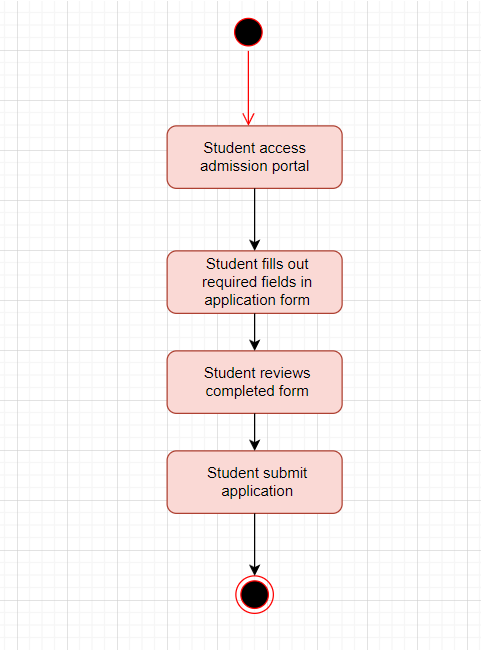 Student access
admission portal
Student fills out
required fields in
application form
Student reviews
completed form
Student submit
application